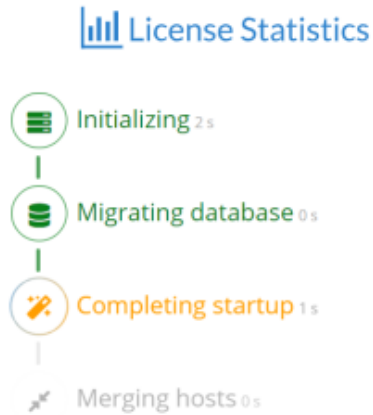 License Statistics
Initializing 2 s
Migrating database 0 s
Completing startup 1 s
Merging hosts 0 s